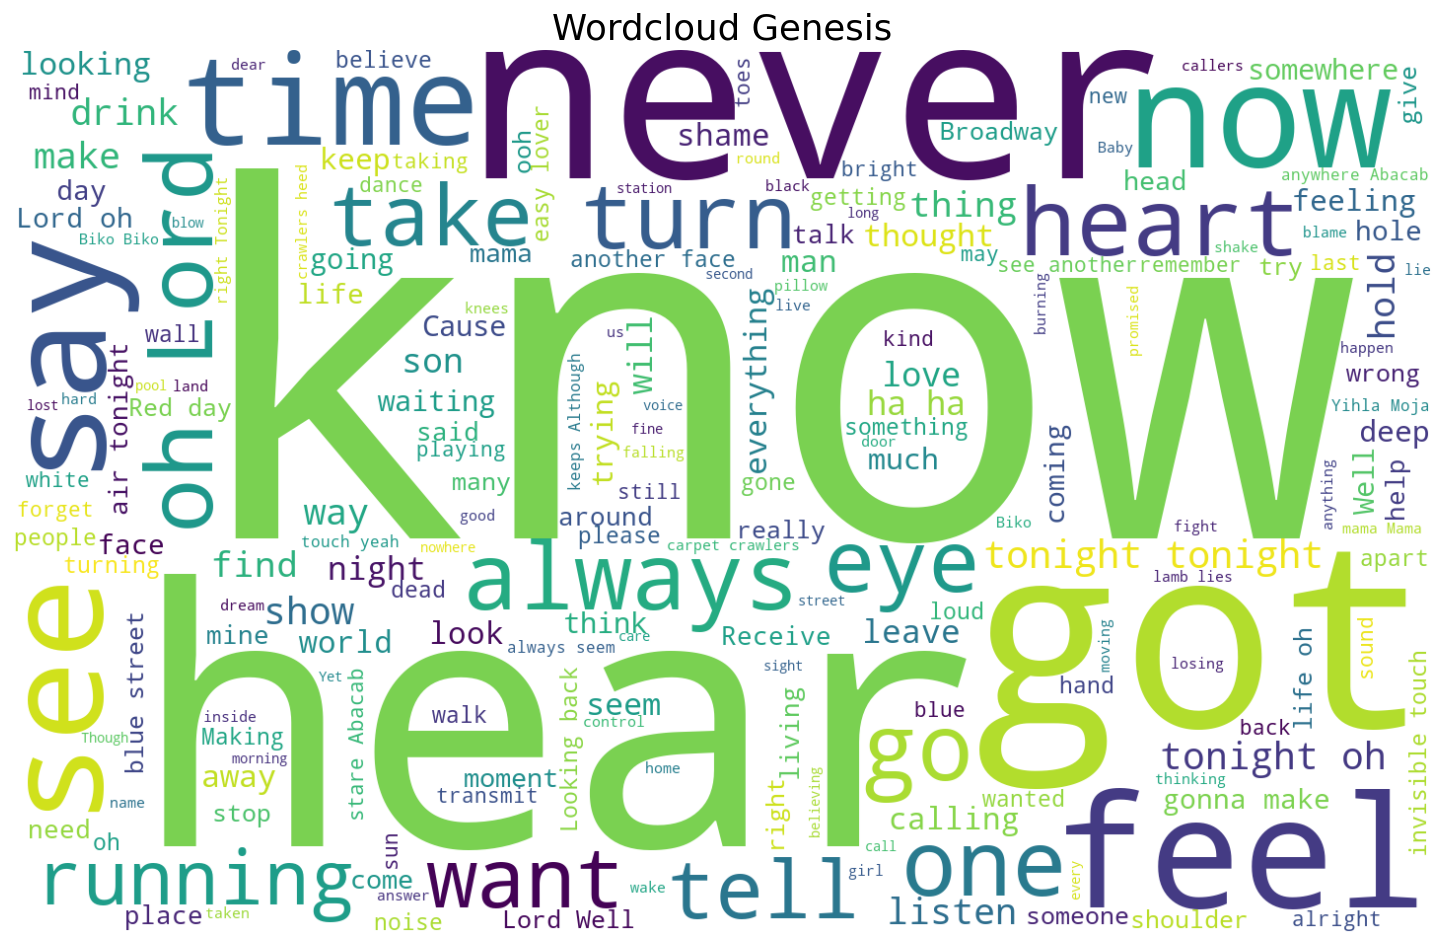 Wordcloud Genesis
looking
dear
believe
time
never
toes
callers
somewhere
mind
drink
new
now
give
shame
Broadway
ooh
make
Lord oh
day
oh Lord
keep
taking
round
bright
Baby
anywhere Abacab
easy lover
dance
station
black
getting
head
feeling
thing
heart
take
turn
long
blow
right Tonight
crawlers heed
Biko Biko
say
going
mama
another face
talk
thought
may
shake
blame
hole
man
see another
remember
try
last
lie
life
second
pillow
hold
knees
everything
live
burning
promised
know
wall
Cause
us
will
kind
happen
son
keeps Although
love
wrong
pool
land
trying
ha ha
lost
hard
Red day
waiting
voice
Yihla Moja
air tonight
said
fine
something
door
deep
playing
falling
much
coming
white
many
still
gone
Well
help
anything
forget
way
good
around
really
Biko
fight
mama Mama
people
face
touch yeah
nowhere
please
carpet crawlers
turning
find
night
always
eye
tonight tonight
apart
see
dead
lamb lies
hear
dream
show
street
loud
got
think
mine
world
look
care
Receive
leave
life oh
sound
always seem
blue street
Yet
sight
moving
losing
stare Abacab
Looking back
living
hand
invisible touch
inside
walk
seem
blue
back
Though
Making
control
go
tonight oh
morning
home
away
moment
thinking
name
transmit
right
believing
wanted
gonna make
stop
calling
feel
need
oh
sun
call
running
come
want
tell
one
girl
every
answer
wake
place
taken
noise
Lord Well
listen
someone
shoulder
alright